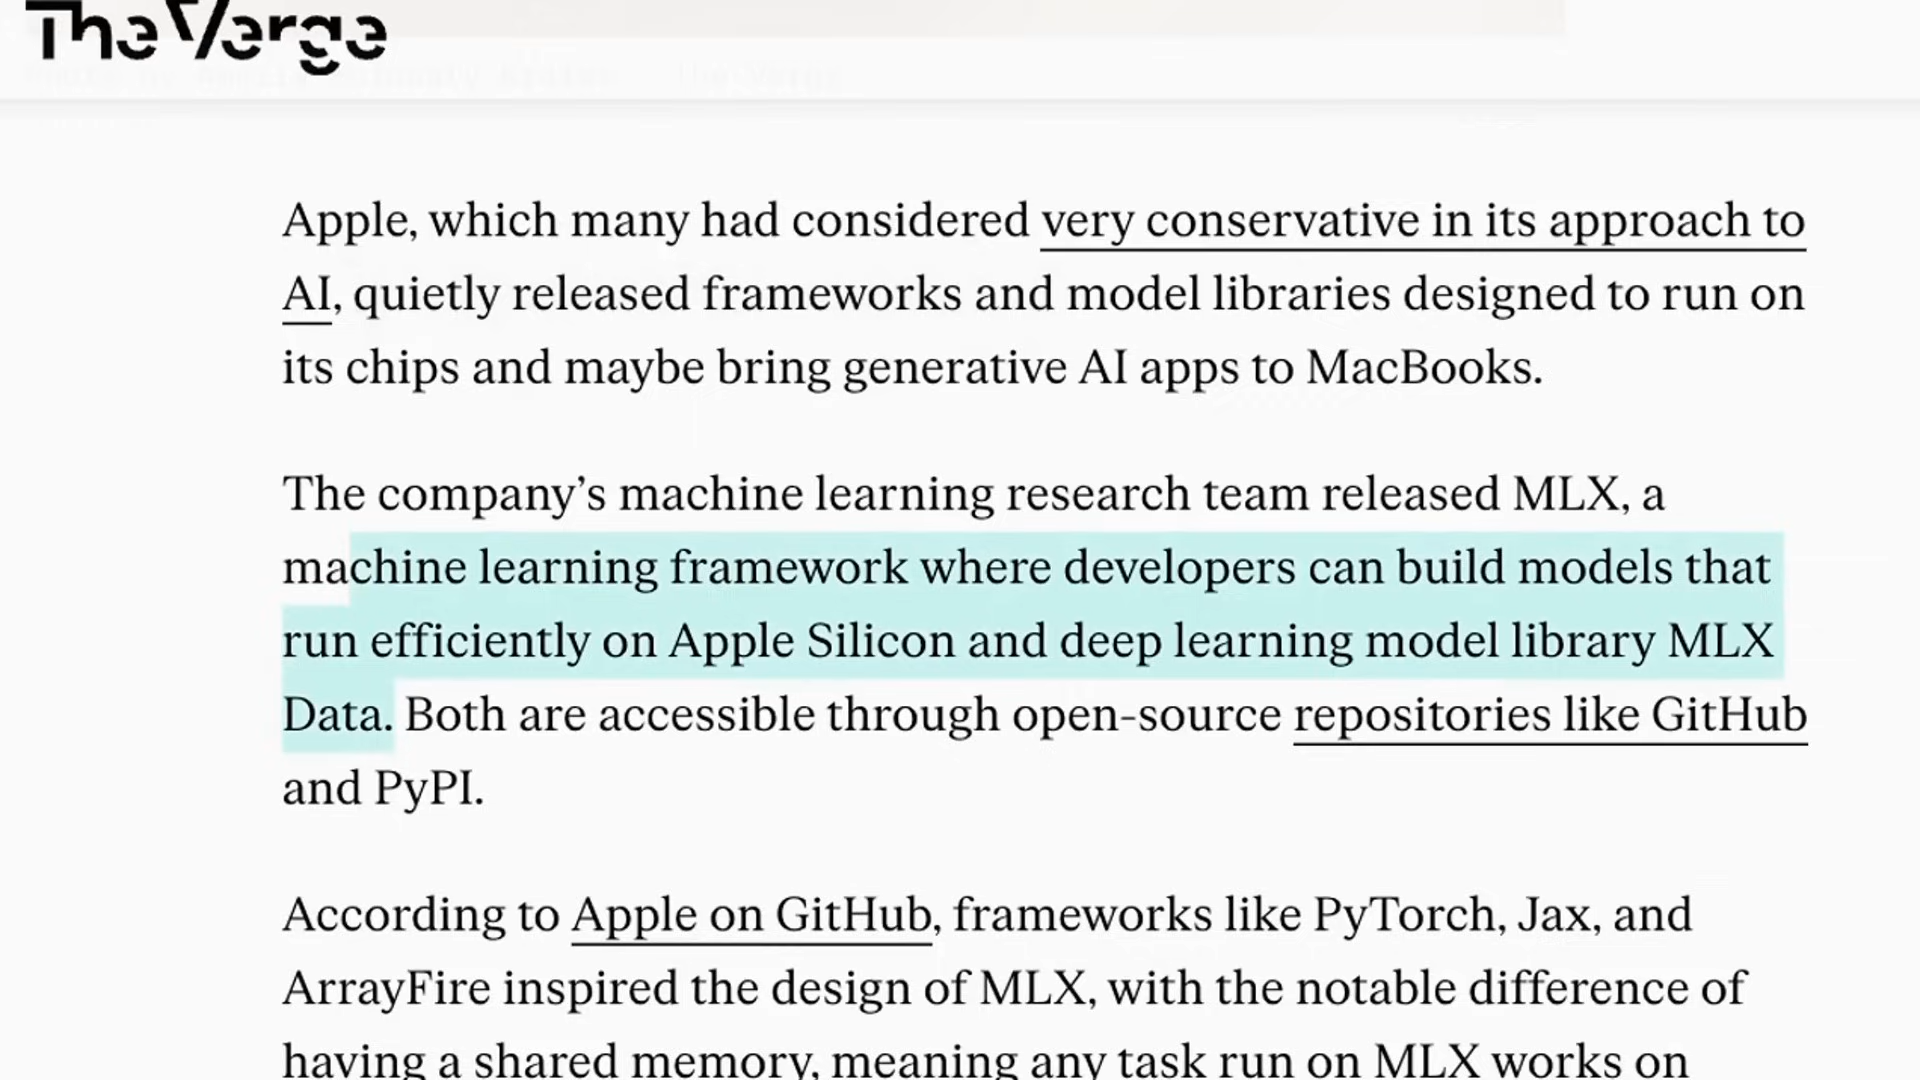 The Verge
Apple, which many had considered very conservative in its approach to
AI, quietly released frameworks and model libraries designed to run on
its chips and maybe bring generative AI apps to MacBooks.
The company’s machine learning research team released MLX, a
machine learning framework where developers can build models that
run efficiently on Apple Silicon and deep learning model library MLX
Data. Both are accessible through open-source repositories like GitHub
and PyPI.
According to Apple on GitHub, frameworks like PyTorch, Jax, and
ArrayFire inspired the design of MLX, with the notable difference of
having a shared memory, meaning any task run on MLX works on